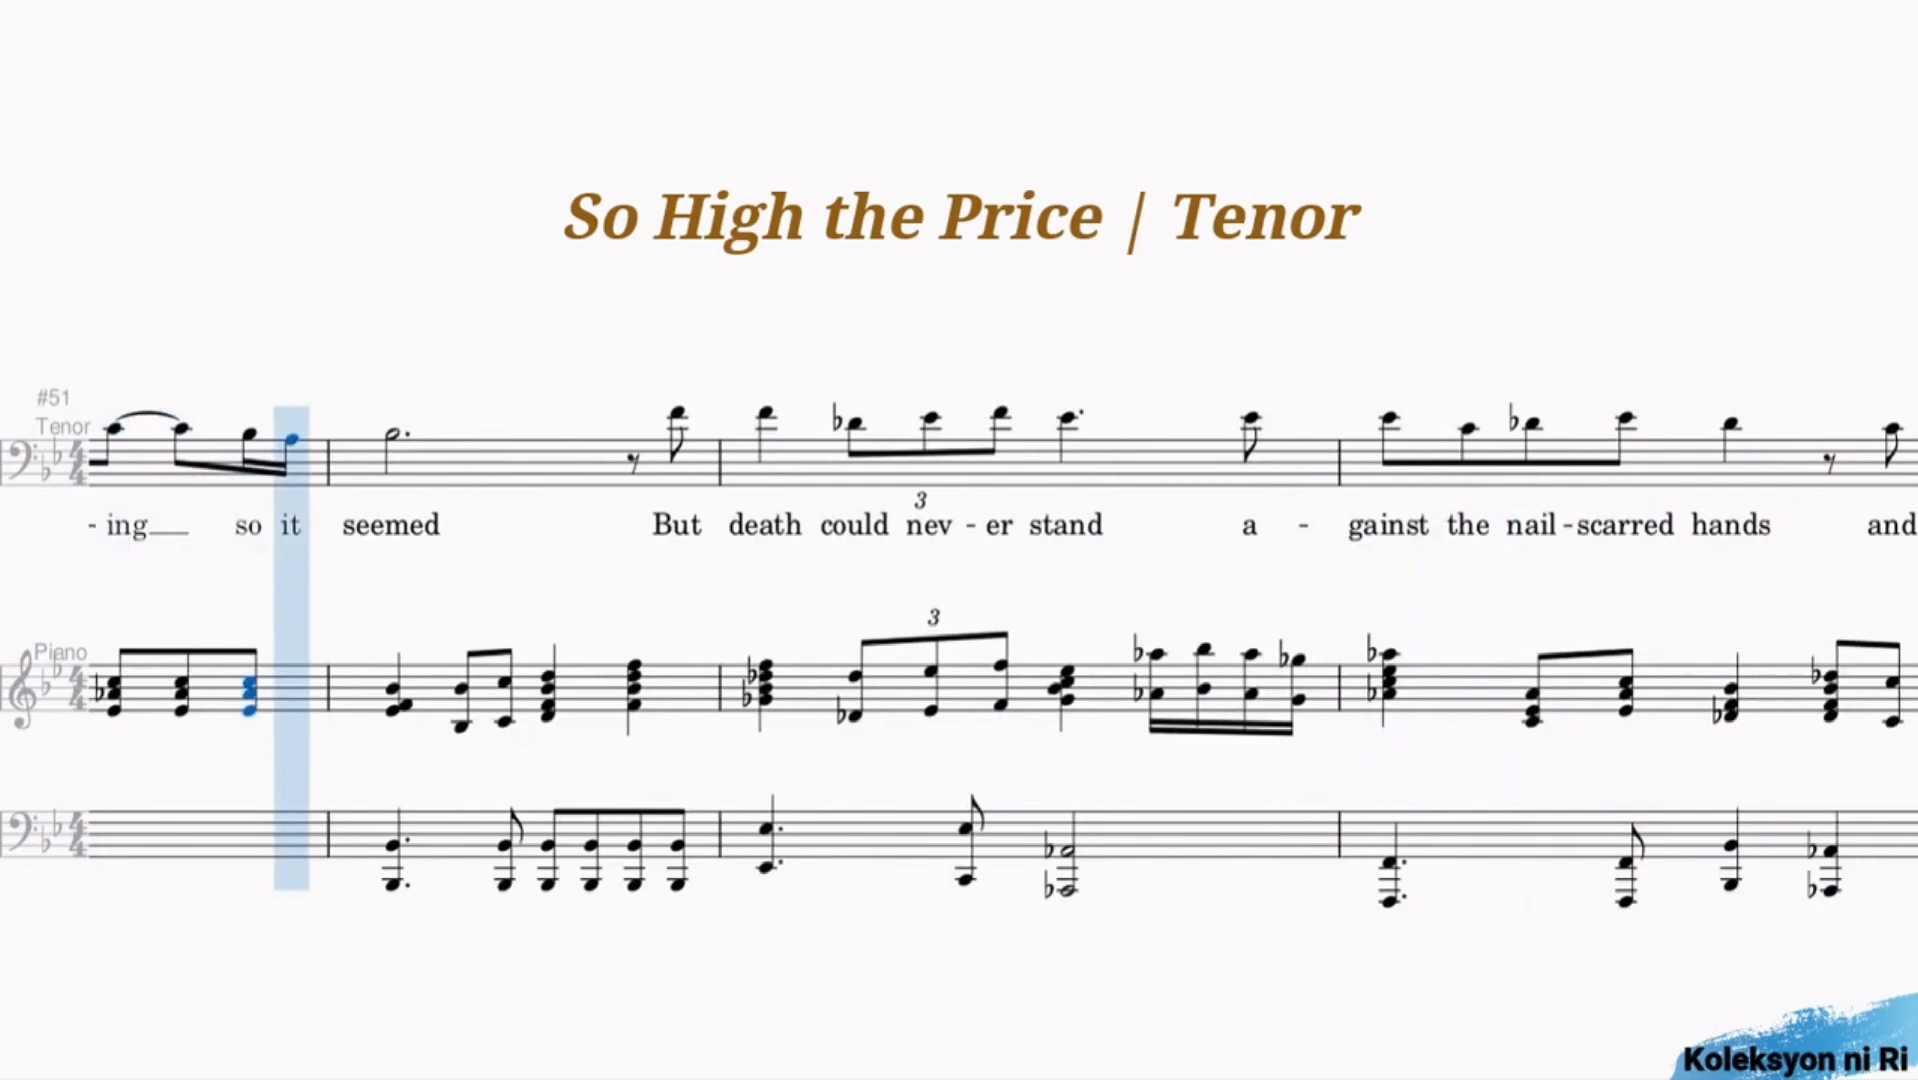 So High the Price | Tenor
#51
Tenor
- ing___ so it seemed But death could nev - er stand a - gainst the nail - scarred hands and
3
3
Piano
Koleksyon ni Ri